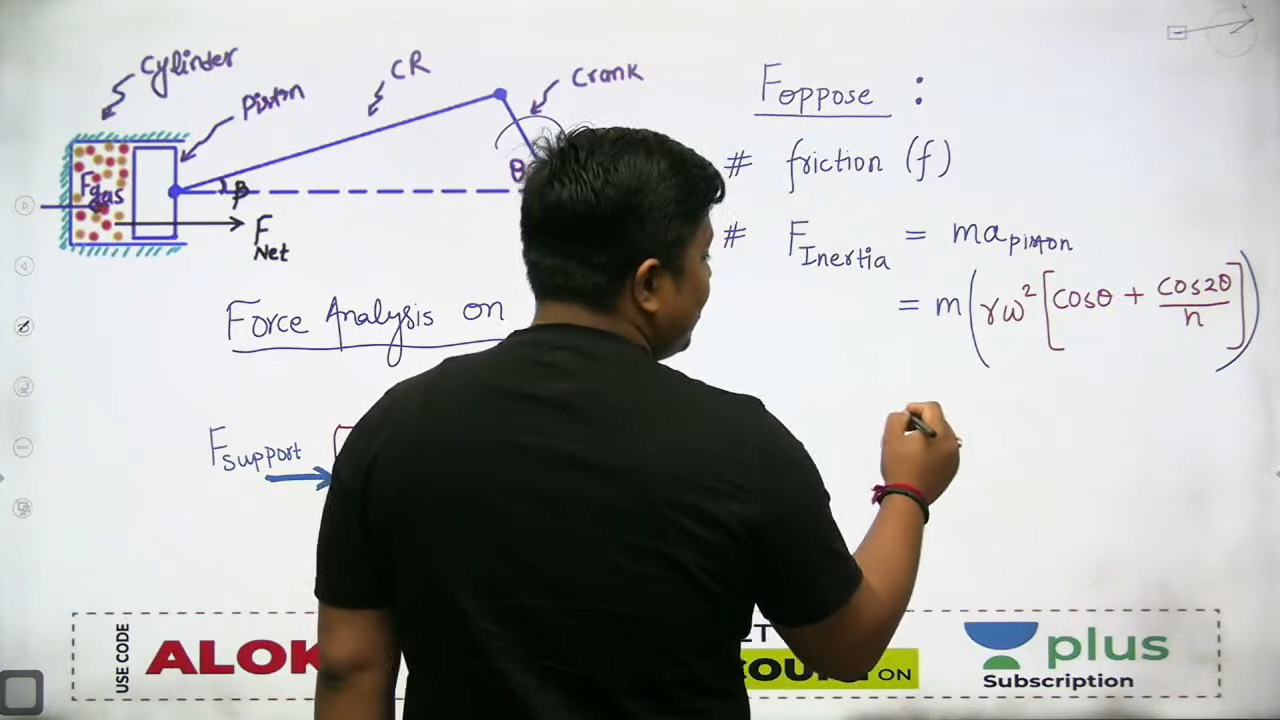 Cylinder
Piston
CR
Crank
θ
Fgas
β
F Net
Force Analysis on
Fsupport
Foppose :
# friction (f)
# FInertia = mapiston
= m(rω²[cosθ + cos2θ/n])
USE CODE
ALOK
ON
plus
Subscription